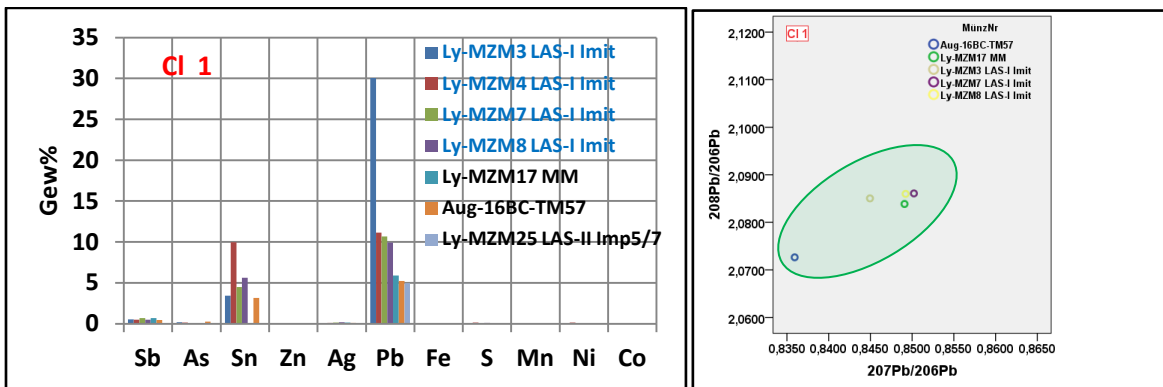 35
30
25
20
15
10
5
0
Gew%
Cl 1
Ly-MZM3 LAS-I Imit
Ly-MZM4 LAS-I Imit
Ly-MZM7 LAS-I Imit
Ly-MZM8 LAS-I Imit
Ly-MZM17 MM
Aug-16BC-TM57
Ly-MZM25 LAS-II Imp5/7
Sb As Sn Zn Ag Pb Fe S Mn Ni Co
Cl 1
MünzNr
Aug-16BC-TM57
Ly-MZM17 MM
Ly-MZM3 LAS-I Imit
Ly-MZM7 LAS-I Imit
Ly-MZM8 LAS-I Imit
208Pb/206Pb
2,1200
2,1100
2,1000
2,0900
2,0800
2,0700
2,0600
0,8350 0,8400 0,8450 0,8500 0,8550 0,8600 0,8650
207Pb/206Pb